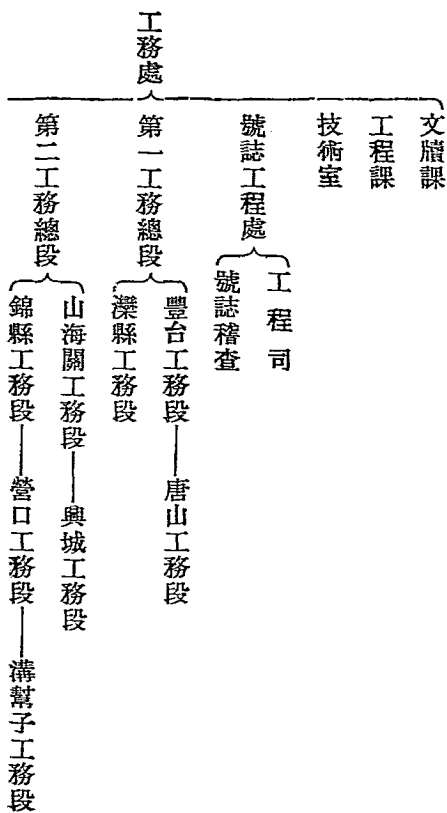 工務處
文牘課
工程課
技術室
號誌工程處
工程司
號誌稽查
第一工務總段
豐台工務段——唐山工務段
灤縣工務段
第二工務總段
山海關工務段——興城工務段
錦縣工務段——營口工務段——溝幫子工務段